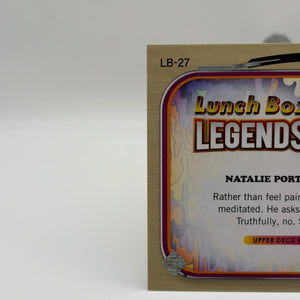 LB-27
Lunch Box
LEGENDS
NATALIE PORT
Rather than feel pai
meditated. He asks
Truthfully, no. S
UPPER DECK